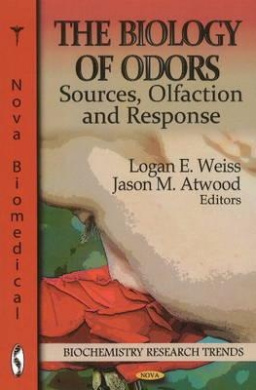 THE BIOLOGY
OF ODORS
Sources, Olfaction
and Response
Logan E. Weiss
Jason M. Atwood
Editors
Nova Biomedical
BIOCHEMISTRY RESEARCH TRENDS
NOVA